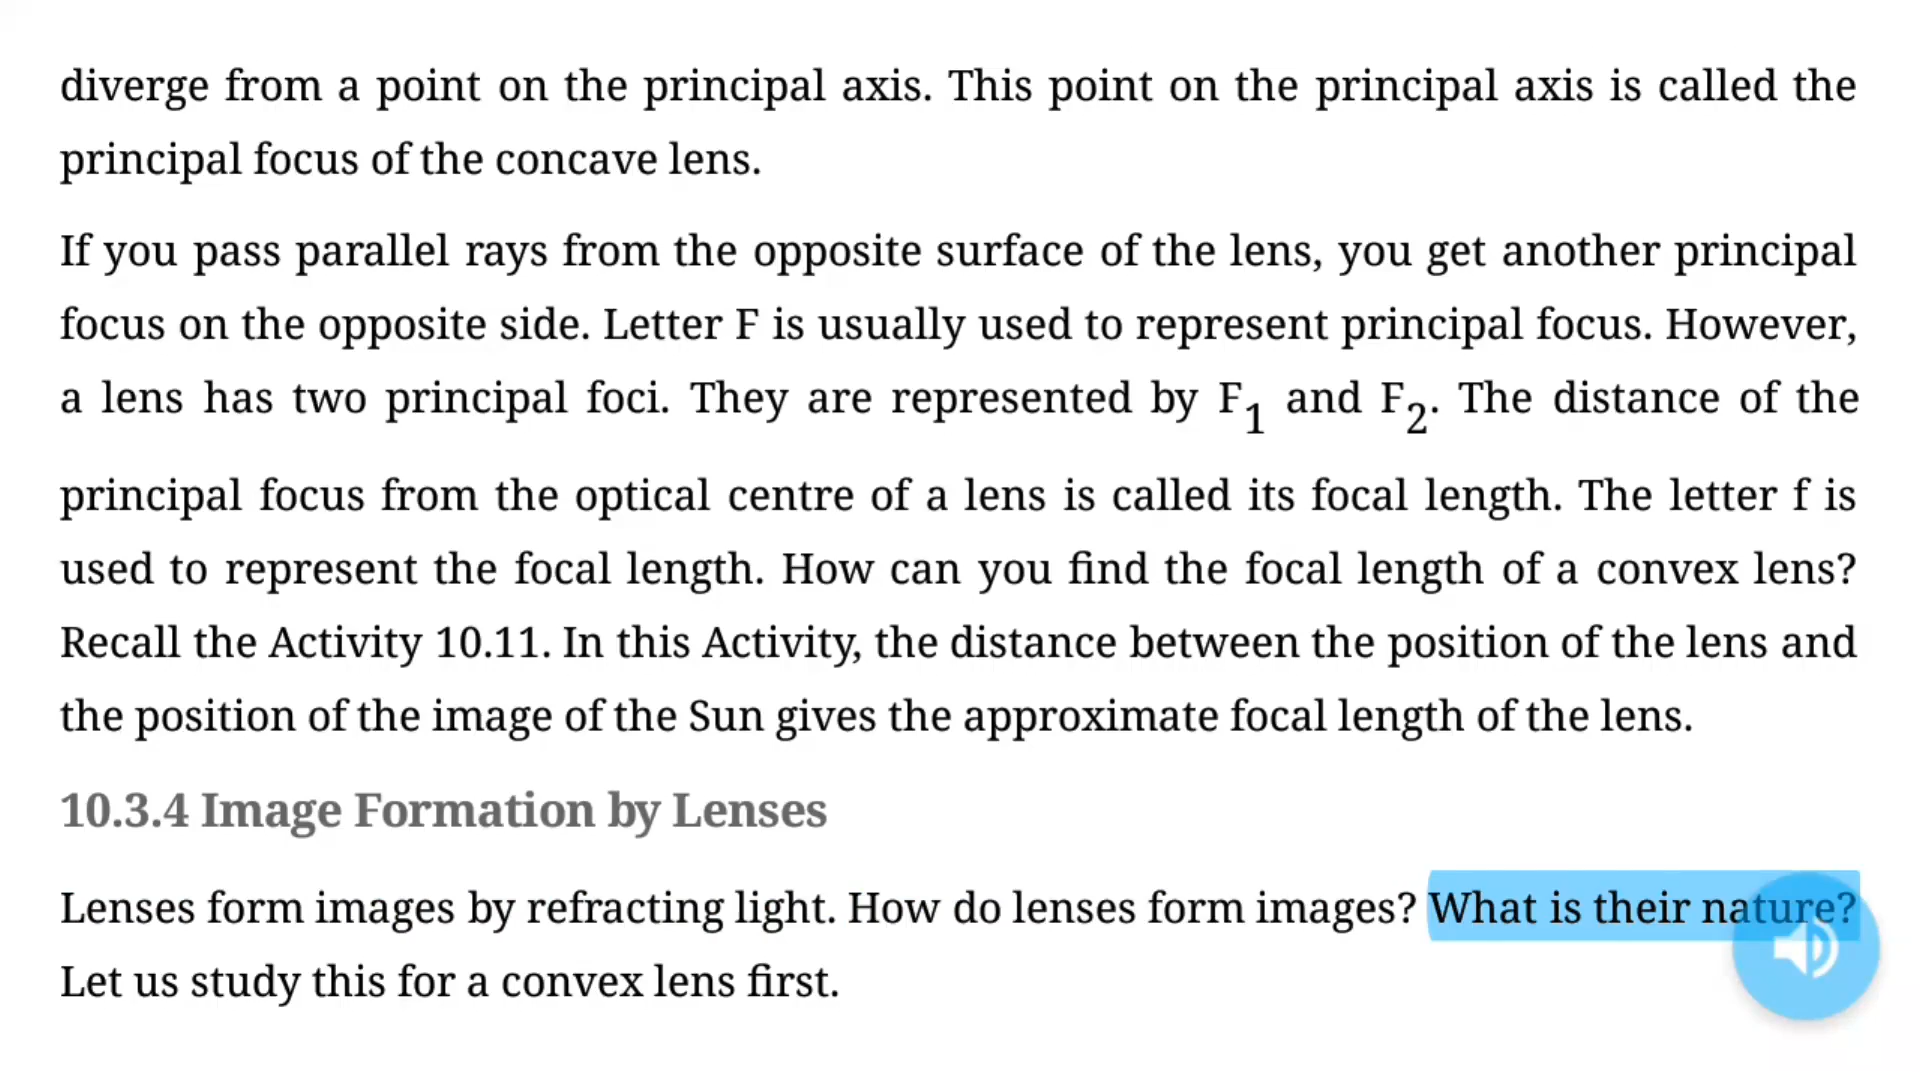 diverge from a point on the principal axis. This point on the principal axis is called the
principal focus of the concave lens.
If you pass parallel rays from the opposite surface of the lens, you get another principal
focus on the opposite side. Letter F is usually used to represent principal focus. However,
a lens has two principal foci. They are represented by F1 and F2. The distance of the
principal focus from the optical centre of a lens is called its focal length. The letter f is
used to represent the focal length. How can you find the focal length of a convex lens?
Recall the Activity 10.11. In this Activity, the distance between the position of the lens and
the position of the image of the Sun gives the approximate focal length of the lens.
10.3.4 Image Formation by Lenses
Lenses form images by refracting light. How do lenses form images? What is their nature?
Let us study this for a convex lens first.